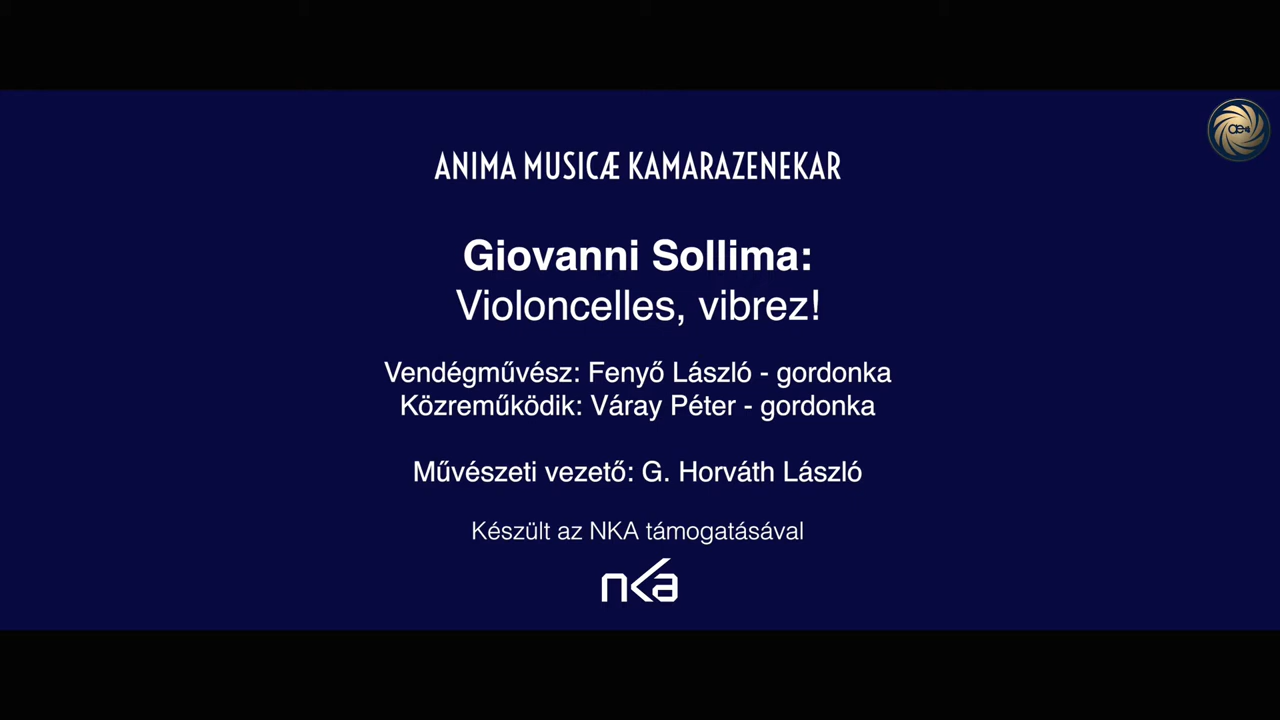 ANIMA MUSICÆ KAMARAZENEKAR
Giovanni Sollima:
Violoncelles, vibrez!
Vendégművész: Fenyő László - gordonka
Közreműködik: Váray Péter - gordonka
Művészeti vezető: G. Horváth László
Készült az NKA támogatásával
nka